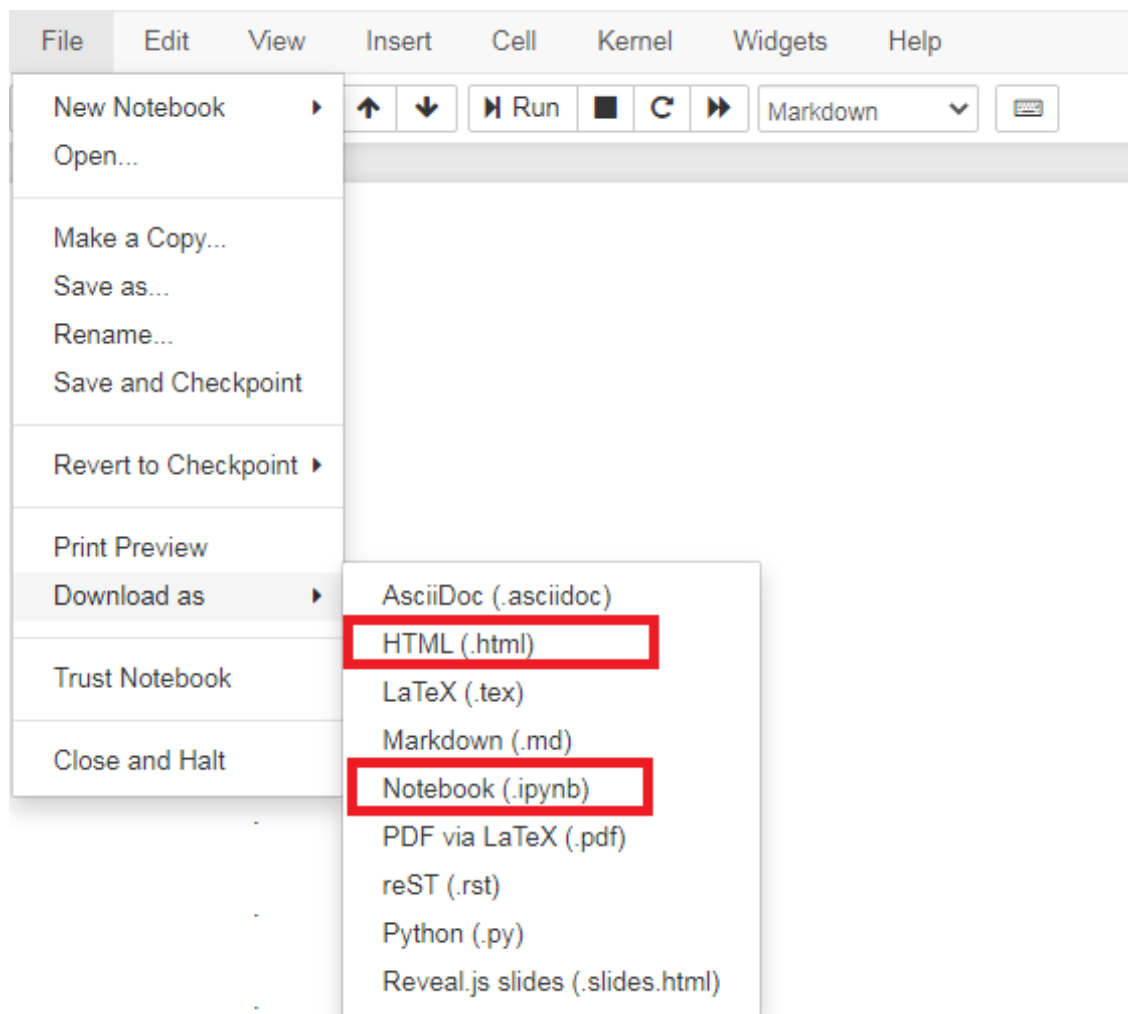 File Edit View Insert Cell Kernel Widgets Help
New Notebook
Run
Markdown
Open...
Make a Copy...
Save as...
Rename...
Save and Checkpoint
Revert to Checkpoint
Print Preview
Download as
AsciiDoc (.asciidoc)
HTML (.html)
LaTeX (.tex)
Trust Notebook
Markdown (.md)
Close and Halt
Notebook (.ipynb)
PDF via LaTeX (.pdf)
reST (.rst)
Python (.py)
Reveal.js slides (.slides.html)